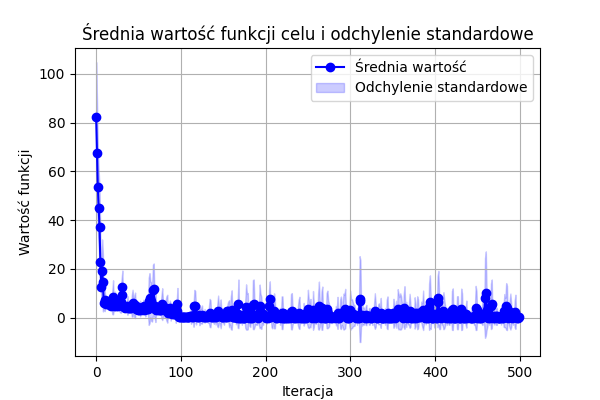 Średnia wartość funkcji celu i odchylenie standardowe
Średnia wartość
Odchylenie standardowe
Wartość funkcji
100
80
60
40
20
0
0 100 200 300 400 500
Iteracja